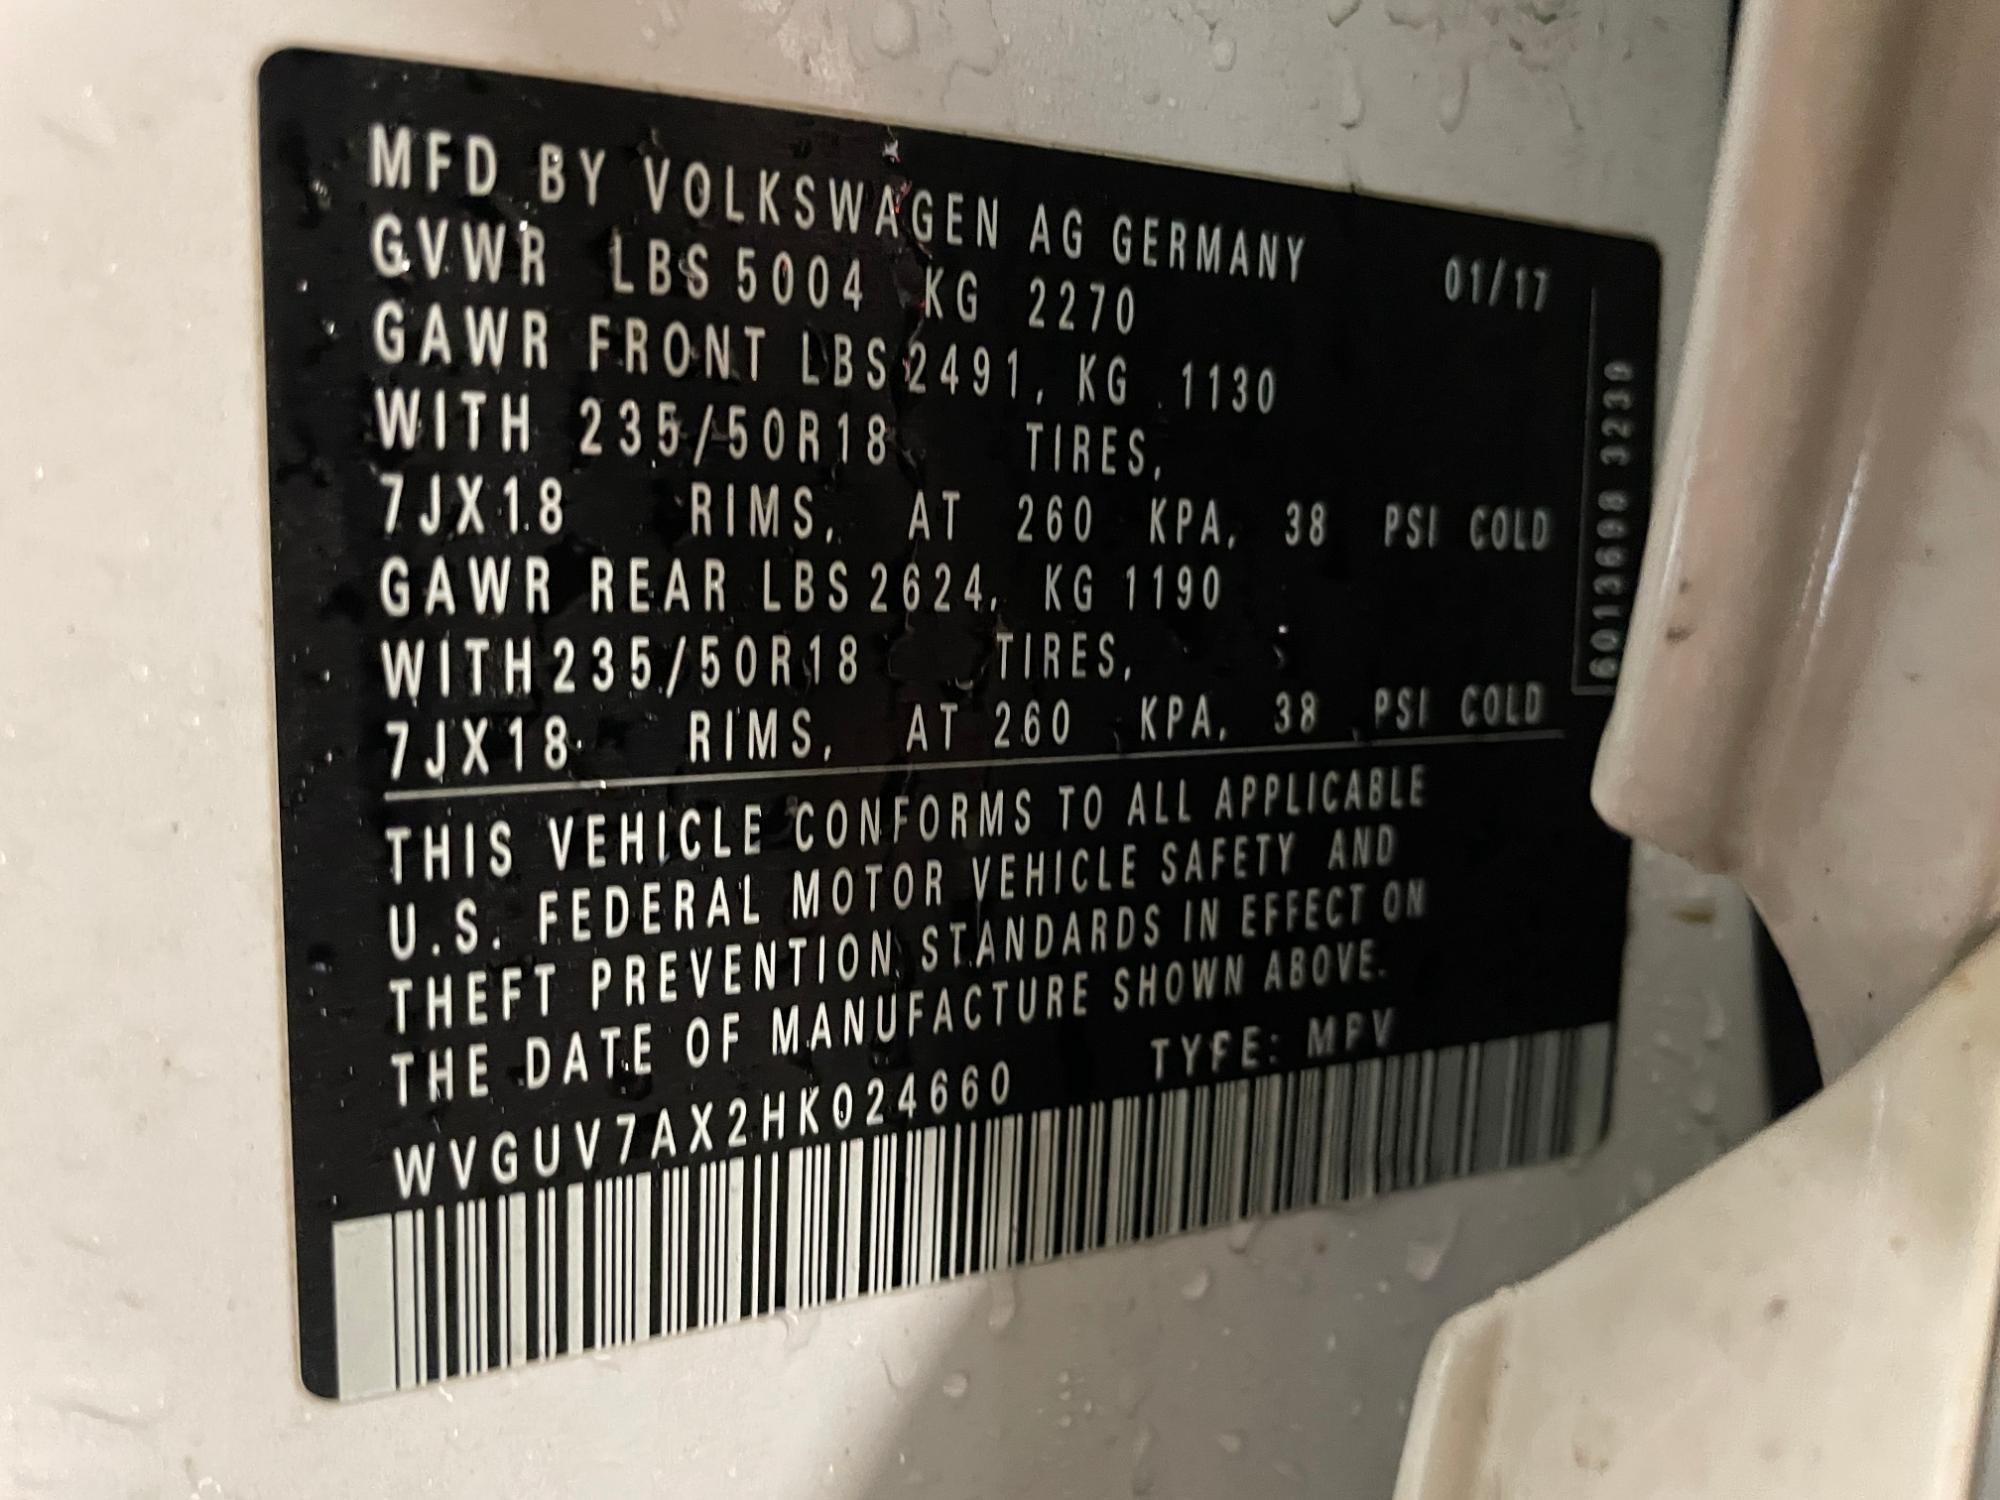 MFD BY VOLKSWAGEN AG GERMANY 01/17
GVWR LBS 5004 KG 2270
GAWR FRONT LBS 2491, KG 1130
WITH 235/50R18 TIRES,
7JX18 RIMS, AT 260 KPA, 38 PSI COLD
GAWR REAR LBS 2624, KG 1190
WITH 235/50R18 TIRES,
7JX18 RIMS, AT 260 KPA, 38 PSI COLD
THIS VEHICLE CONFORMS TO ALL APPLICABLE
U.S. FEDERAL MOTOR VEHICLE SAFETY AND
THEFT PREVENTION STANDARDS IN EFFECT ON
THE DATE OF MANUFACTURE SHOWN ABOVE.
WVGUV7AX2HK024660 TYPE: MPV